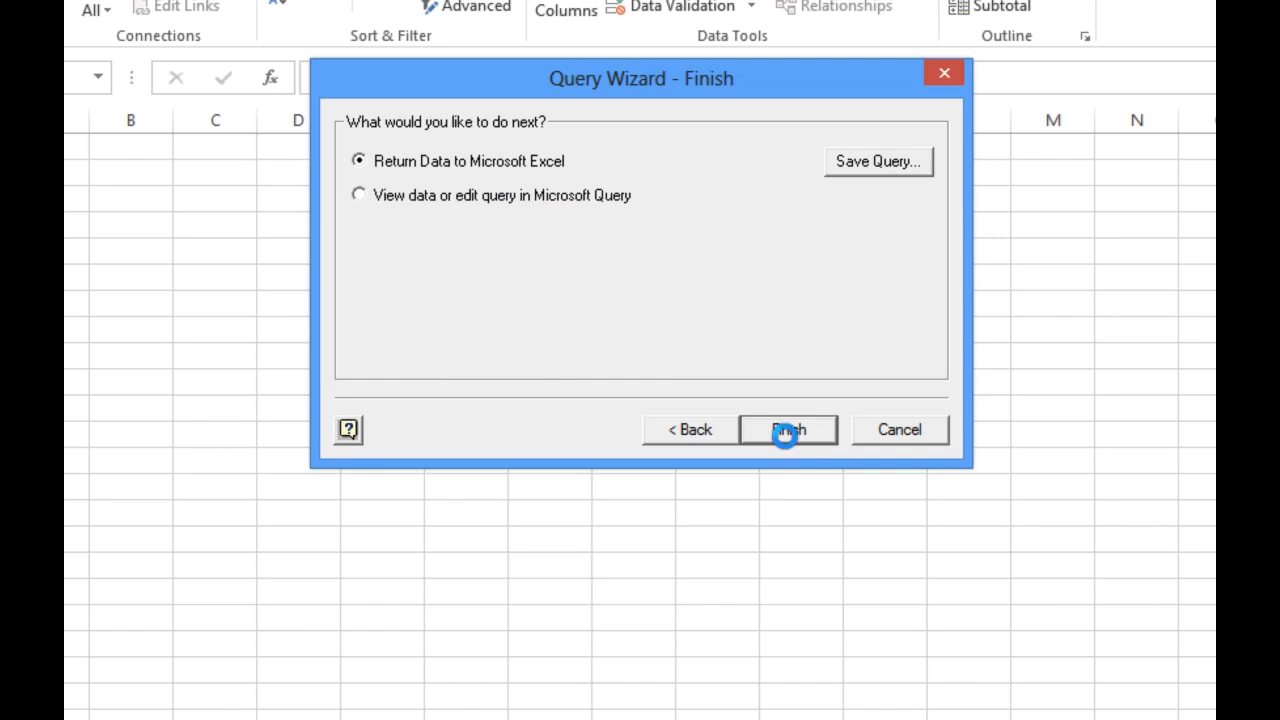 All Edit Links Advanced Columns Data Validation Relationships Subtotal
Connections Sort & Filter Data Tools Outline
fx
Query Wizard - Finish
B C D M N
What would you like to do next?
Return Data to Microsoft Excel
Save Query...
View data or edit query in Microsoft Query
< Back Finish Cancel